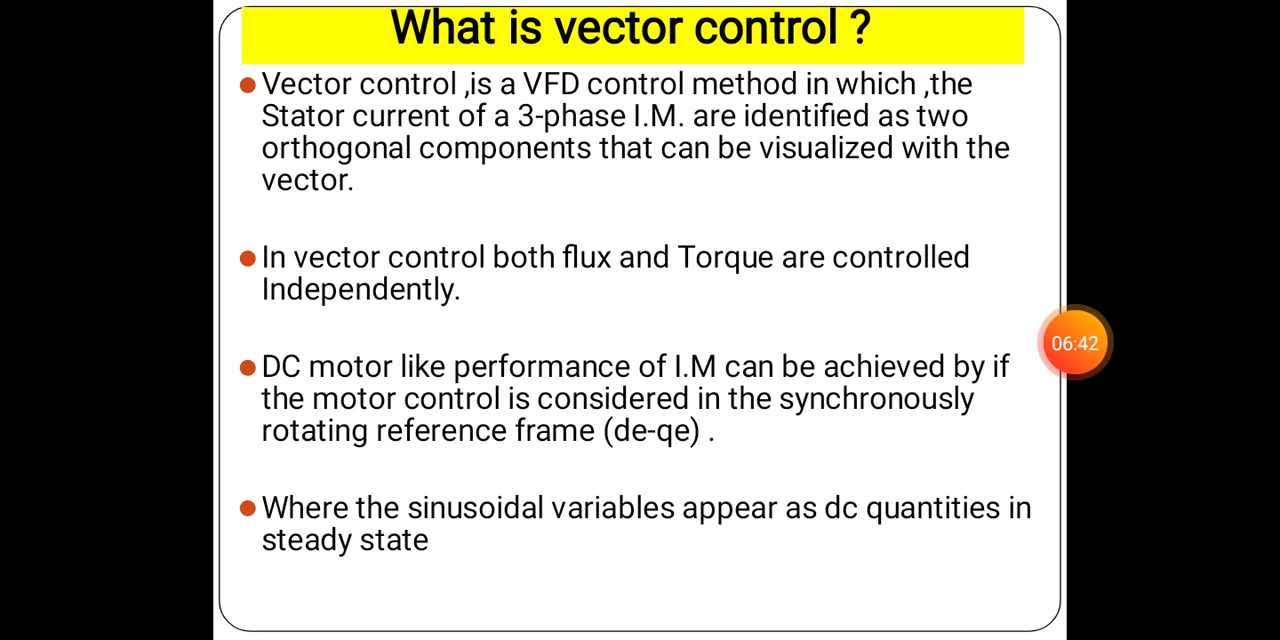 What is vector control ?
Vector control ,is a VFD control method in which ,the
Stator current of a 3-phase I.M. are identified as two
orthogonal components that can be visualized with the
vector.
In vector control both flux and Torque are controlled
Independently.
DC motor like performance of I.M can be achieved by if
the motor control is considered in the synchronously
rotating reference frame (de-qe) .
Where the sinusoidal variables appear as dc quantities in
steady state
06:42